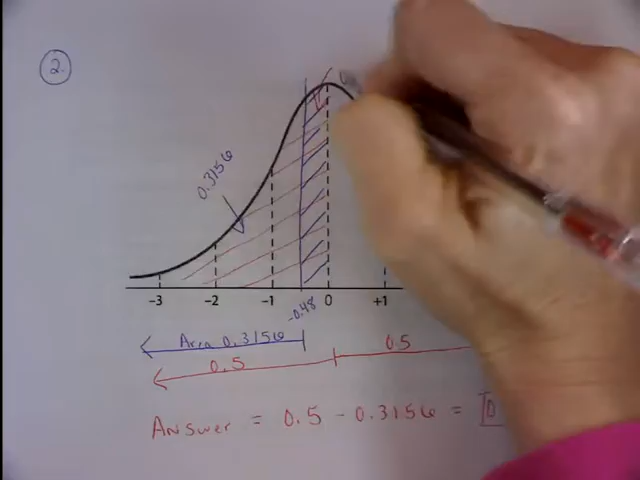 2.
0.3156
-3 -2 -1 0 +1
-0.48
Area 0.3156
0.5 0.5
Answer = 0.5 - 0.3156 = 0